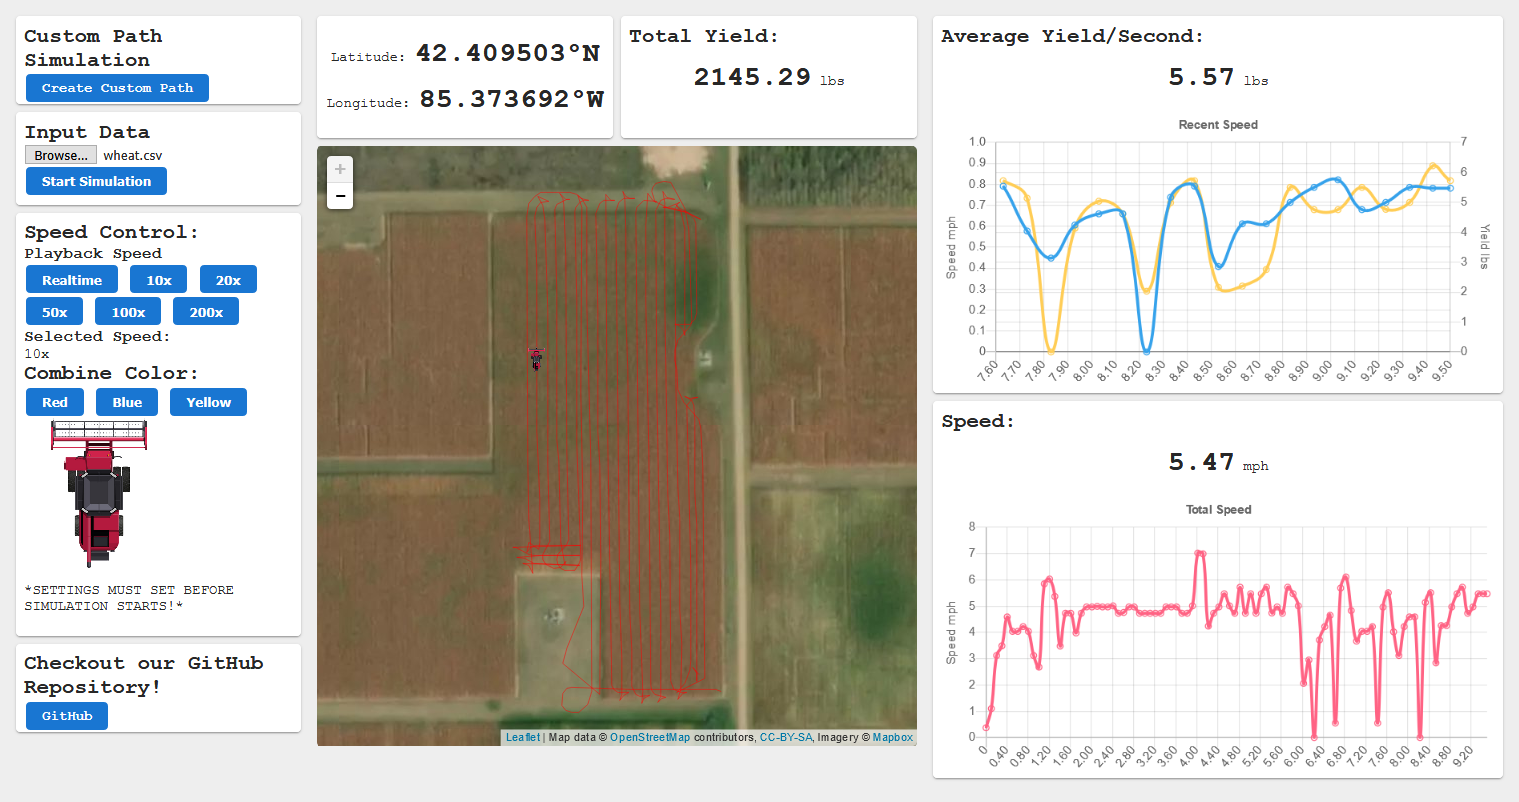 Custom Path
Simulation
Create Custom Path
Input Data
Browse... wheat.csv
Start Simulation
Speed Control:
Playback Speed
Realtime 10x 20x
50x 100x 200x
Selected Speed:
10x
Combine Color:
Red Blue Yellow
*SETTINGS MUST SET BEFORE
SIMULATION STARTS!*
Checkout our GitHub
Repository!
GitHub
Latitude: 42.409503°N
Longitude: 85.373692°W
Total Yield:
2145.29 lbs
+
−
Leaflet | Map data © OpenStreetMap contributors, CC-BY-SA, Imagery © Mapbox
Average Yield/Second:
5.57 lbs
Recent Speed
Speed mph
1.0
0.9
0.8
0.7
0.6
0.5
0.4
0.3
0.2
0.1
0
7
6
5
4
3
2
1
0
Yield lbs
7.60 7.70 7.80 7.90 8.00 8.10 8.20 8.30 8.40 8.50 8.60 8.70 8.80 8.90 9.00 9.10 9.20 9.30 9.40 9.50
Speed:
5.47 mph
Total Speed
Speed mph
8
7
6
5
4
3
2
1
0
0 0.40 0.80 1.20 1.60 2.00 2.40 2.80 3.20 3.60 4.00 4.40 4.80 5.20 5.60 6.00 6.40 6.80 7.20 7.60 8.00 8.40 8.80 9.20